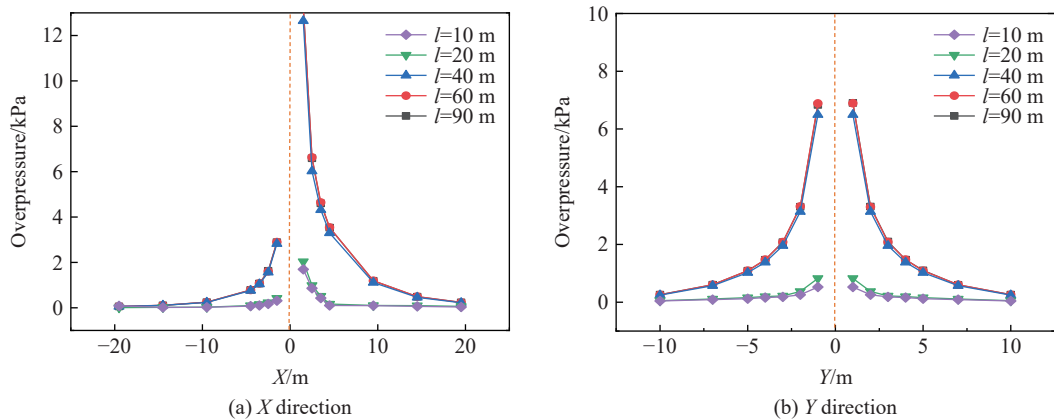 12
10
8
6
4
2
0
Overpressure/kPa
l=10 m
l=20 m
l=40 m
l=60 m
l=90 m
−20 −10 0 10 20
X/m
(a) X direction
10
8
6
4
2
0
Overpressure/kPa
l=10 m
l=20 m
l=40 m
l=60 m
l=90 m
−10 −5 0 5 10
Y/m
(b) Y direction